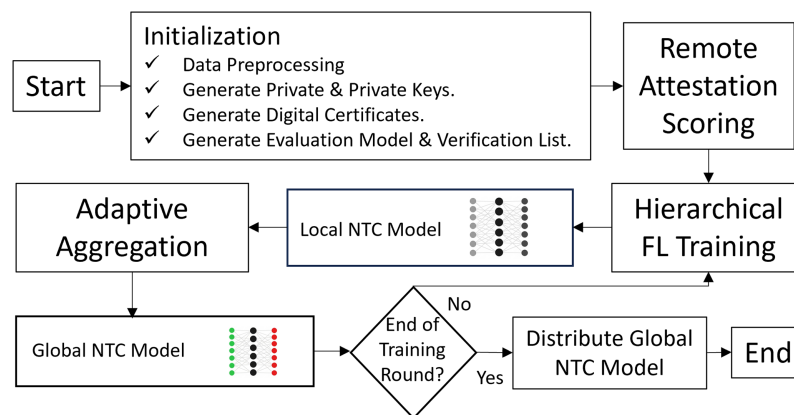 Start
Initialization
✓ Data Preprocessing
✓ Generate Private & Private Keys.
✓ Generate Digital Certificates.
✓ Generate Evaluation Model & Verification List.
Remote
Attestation
Scoring
Hierarchical
FL Training
Local NTC Model
Adaptive
Aggregation
Global NTC Model
End of
Training
Round?
No
Yes
Distribute Global
NTC Model
End